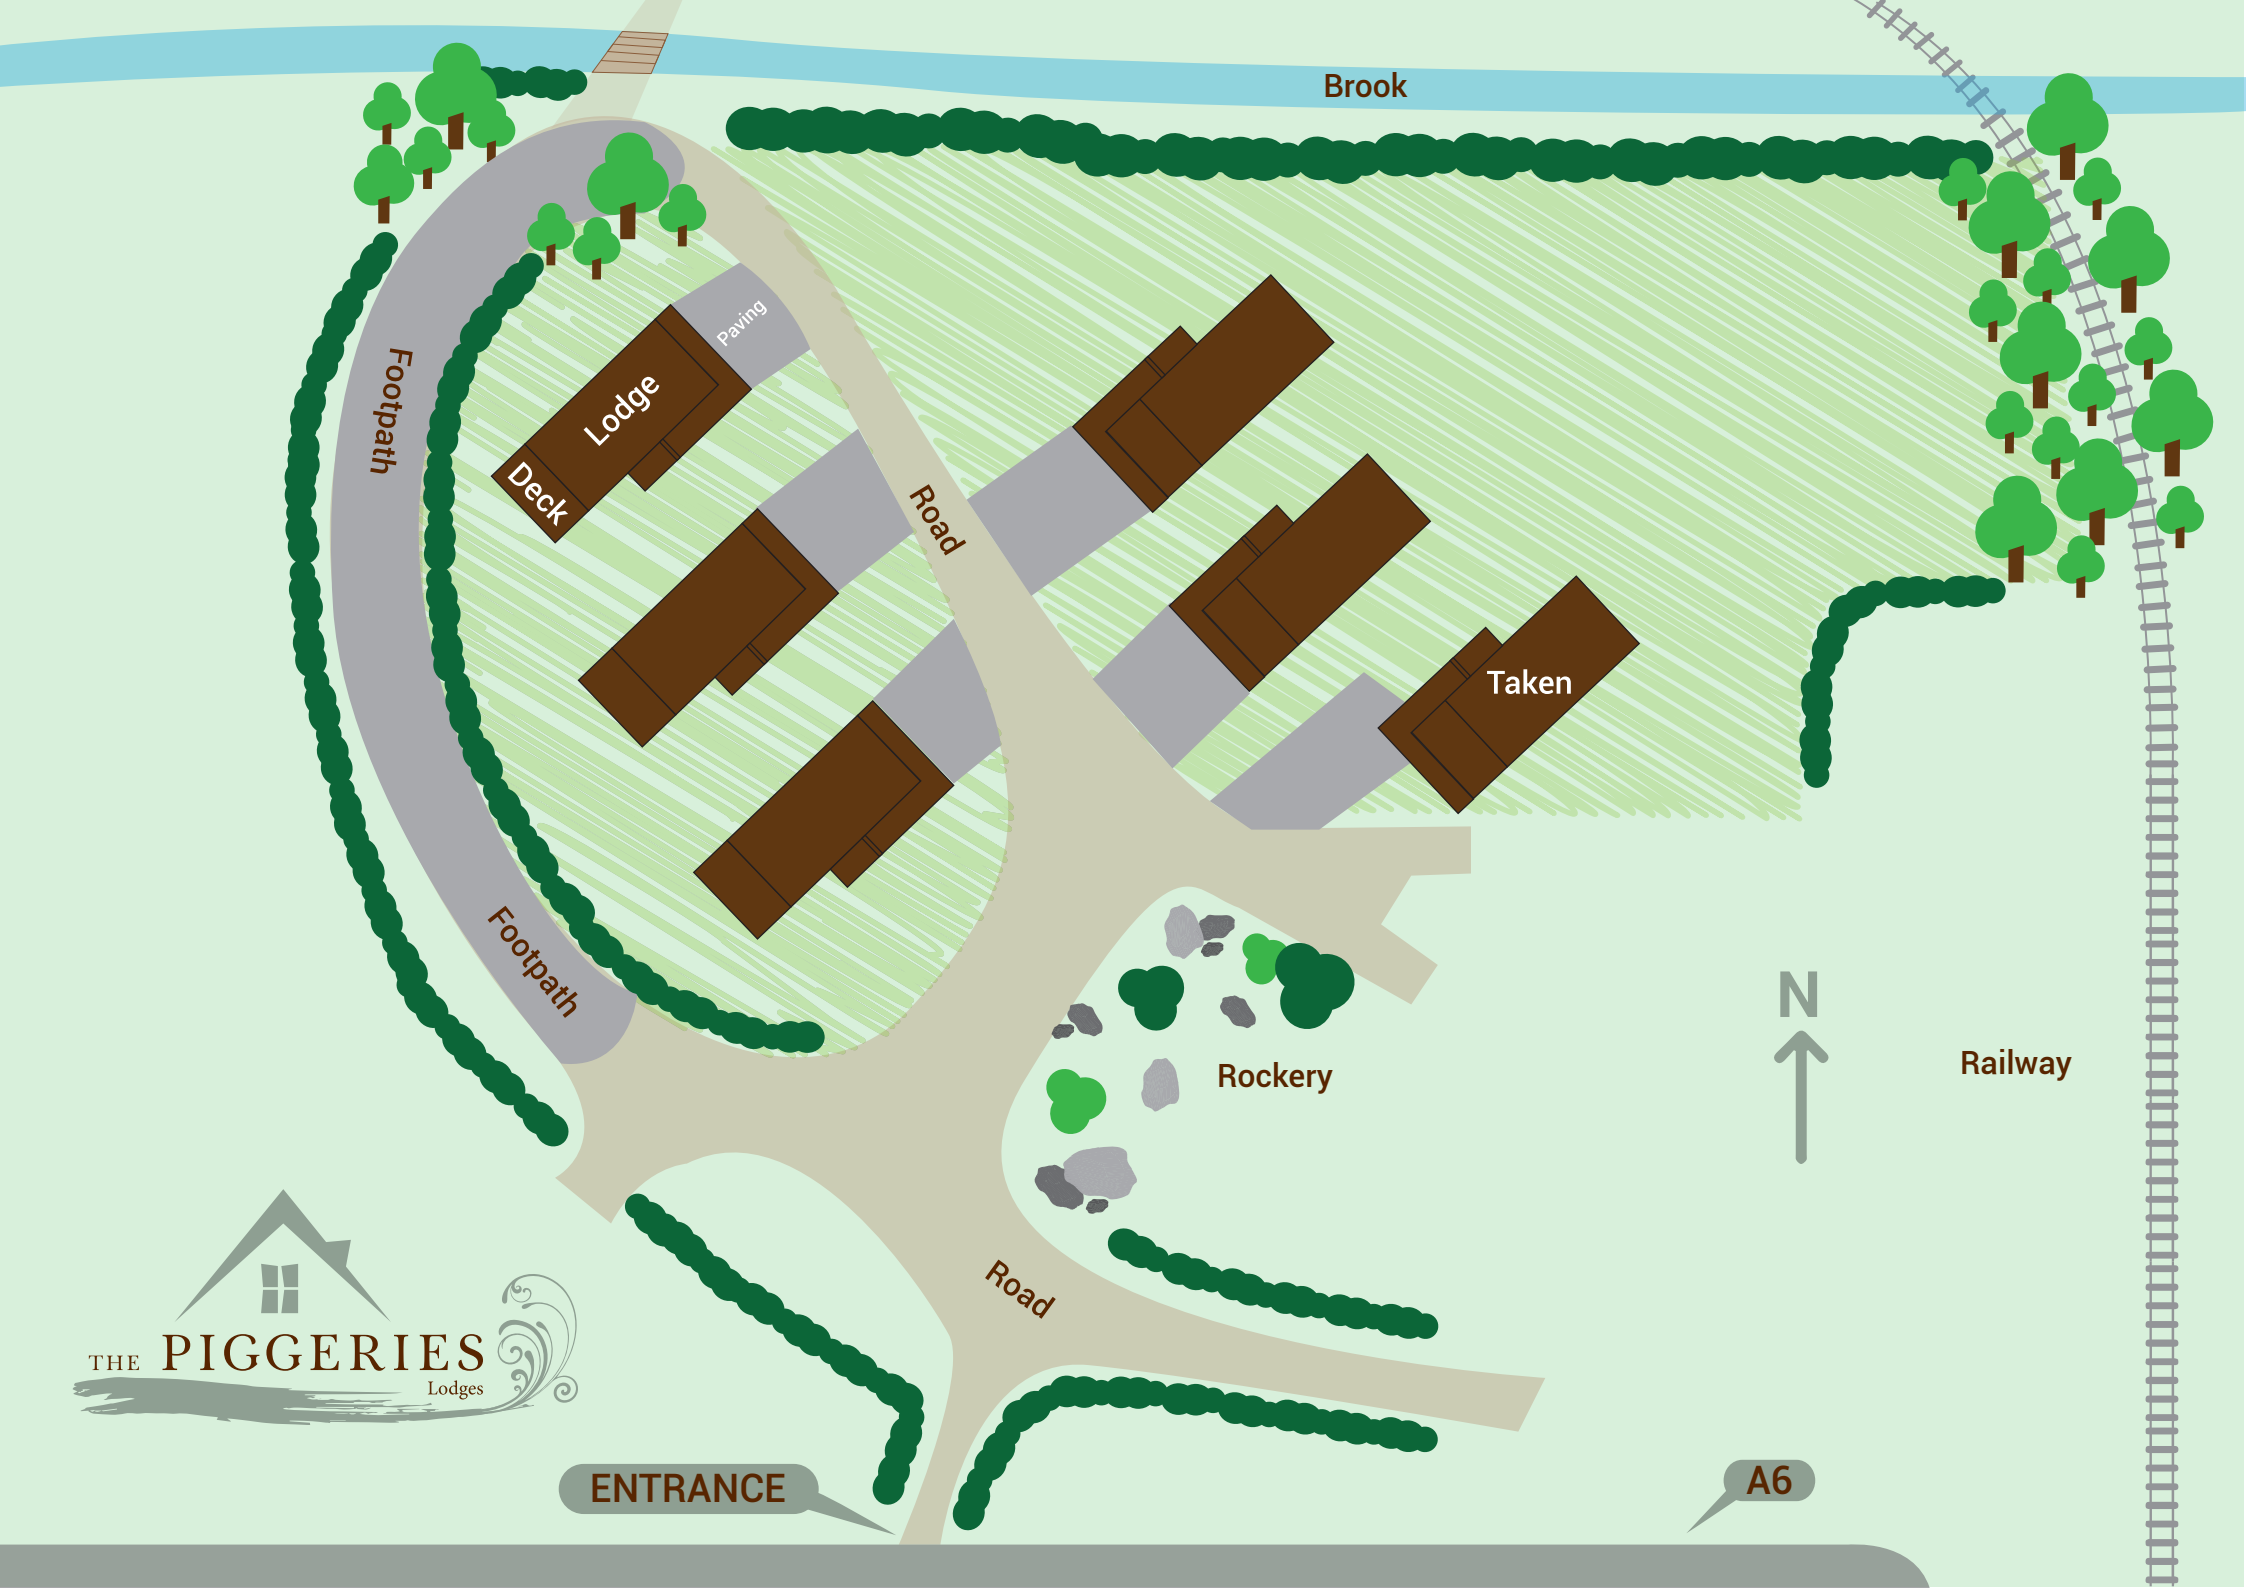 Brook
Paving
Footpath
Lodge
Deck
Road
Taken
Footpath
N
Railway
Rockery
Road
THE PIGGERIES
Lodges
ENTRANCE
A6